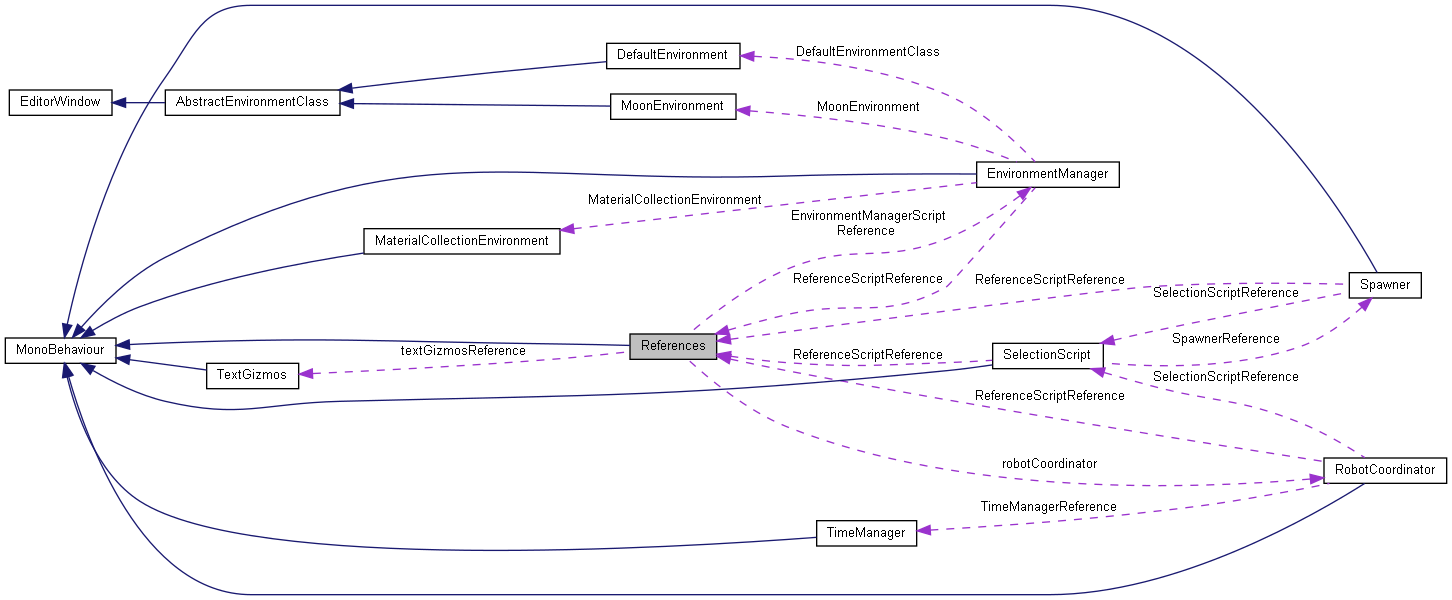 DefaultEnvironmentClass
DefaultEnvironment
EditorWindow
AbstractEnvironmentClass
MoonEnvironment
MoonEnvironment
EnvironmentManager
MaterialCollectionEnvironment
EnvironmentManagerScript
Reference
MaterialCollectionEnvironment
ReferenceScriptReference
ReferenceScriptReference
Spawner
SelectionScriptReference
SpawnerReference
MonoBehaviour
References
textGizmosReference
ReferenceScriptReference
SelectionScript
TextGizmos
SelectionScriptReference
ReferenceScriptReference
robotCoordinator
RobotCoordinator
TimeManagerReference
TimeManager